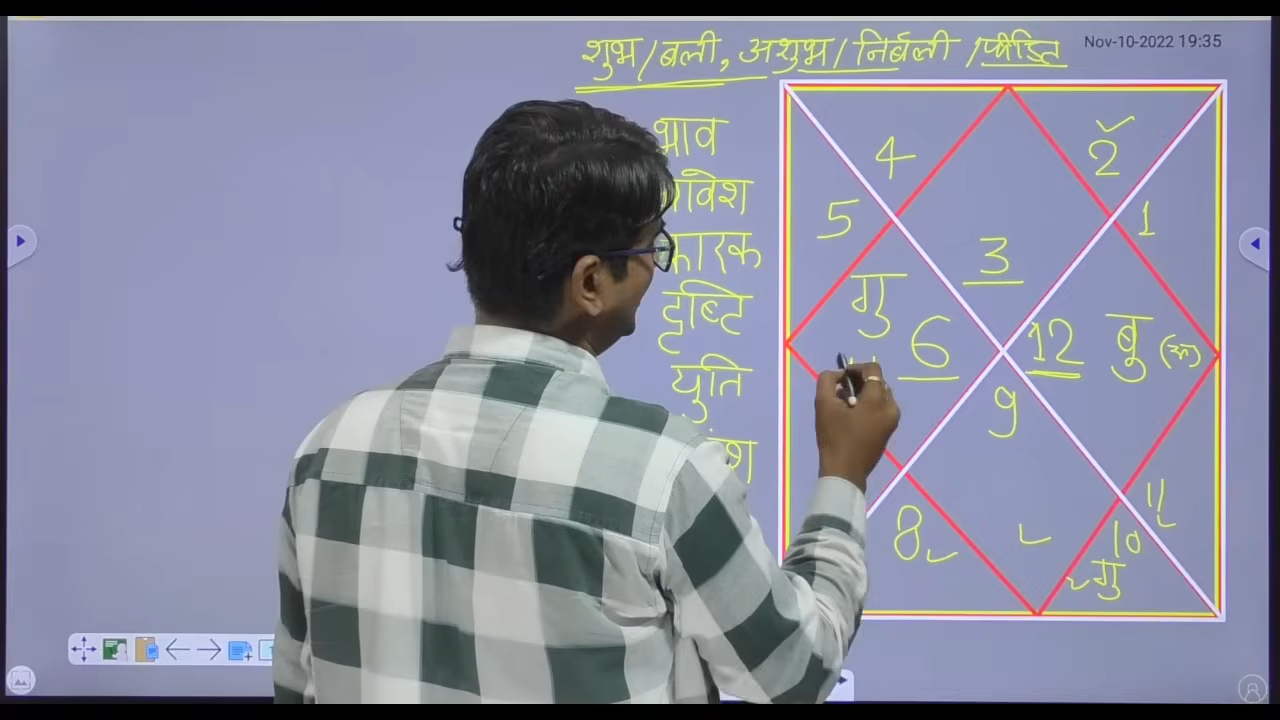 शुभ/बली, अशुभ/निर्बली/पीडित
Nov-10-2022 19:35
भाव
कारक
दृष्टि
युति
4
2
5
1
3
गु
6
12
बु
9
8
11
10
गु